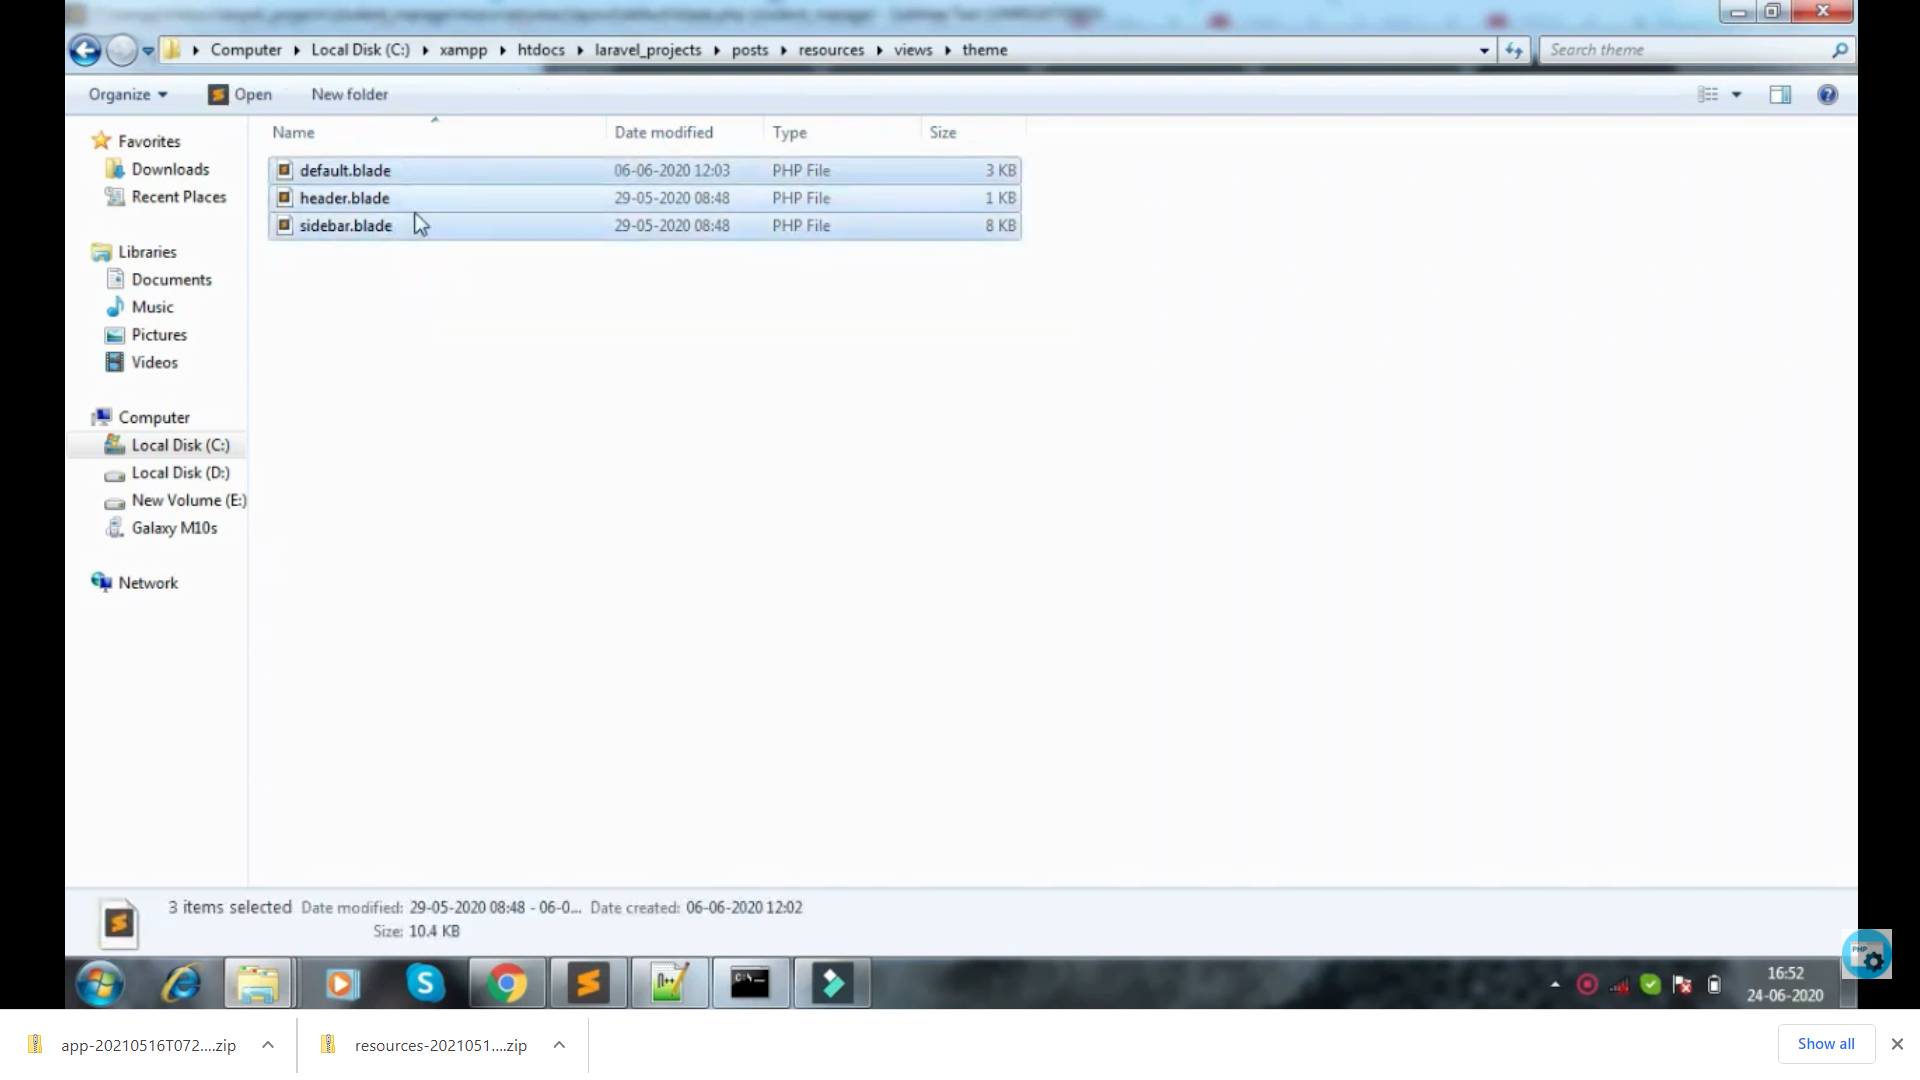 Computer Local Disk (C:) xampp htdocs laravel_projects posts resources views theme
Search theme
Organize Open New folder
Name Date modified Type Size
default.blade 06-06-2020 12:03 PHP File 3 KB
header.blade 29-05-2020 08:48 PHP File 1 KB
sidebar.blade 29-05-2020 08:48 PHP File 8 KB
Favorites
Downloads
Recent Places
Libraries
Documents
Music
Pictures
Videos
Computer
Local Disk (C:)
Local Disk (D:)
New Volume (E:)
Galaxy M10s
Network
3 items selected Date modified: 29-05-2020 08:48 - 06-0... Date created: 06-06-2020 12:02
Size: 10.4 KB
PHP
16:52
24-06-2020
app-20210516T072....zip
resources-2021051....zip
Show all